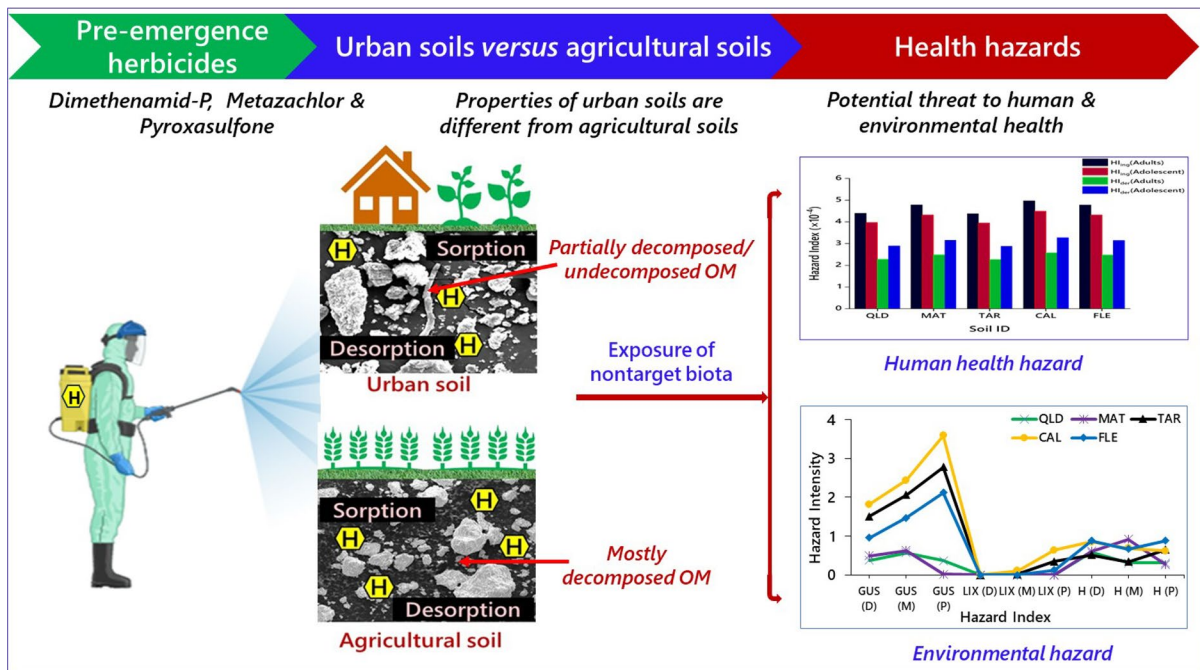 Pre-emergence
herbicides
Urban soils versus agricultural soils
Health hazards
Dimethenamid-P, Metazachlor &
Pyroxasulfone
Properties of urban soils are
different from agricultural soils
Potential threat to human &
environmental health
H
H
Sorption
H
H
Desorption
Urban soil
Partially decomposed/
undecomposed OM
H
Exposure of
nontarget biota
Sorption
H
H
H
H
Desorption
Agricultural soil
Mostly
decomposed OM
HIing(Adults)
HIing(Adolescent)
HIder(Adults)
HIder(Adolescent)
Hazard Index (×10⁻⁴)
6
5
4
3
2
1
0
QLD MAT TAR CAL FLE
Soil ID
Human health hazard
QLD MAT TAR
CAL FLE
Hazard Intensity
4
3
2
1
0
GUS (D) GUS (M) GUS (P) LIX (D) LIX (M) LIX (P) H (D) H (M) H (P)
Hazard Index
Environmental hazard